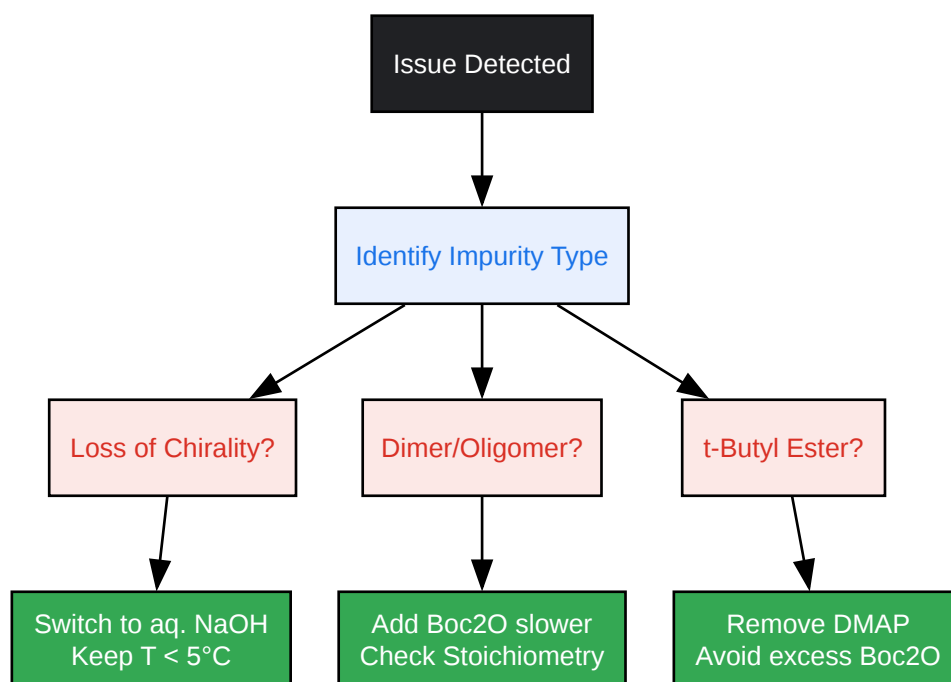 Issue Detected
Identify Impurity Type
Loss of Chirality?
Dimer/Oligomer?
t-Butyl Ester?
Switch to aq. NaOH
Keep T < 5°C
Add Boc2O slower
Check Stoichiometry
Remove DMAP
Avoid excess Boc2O